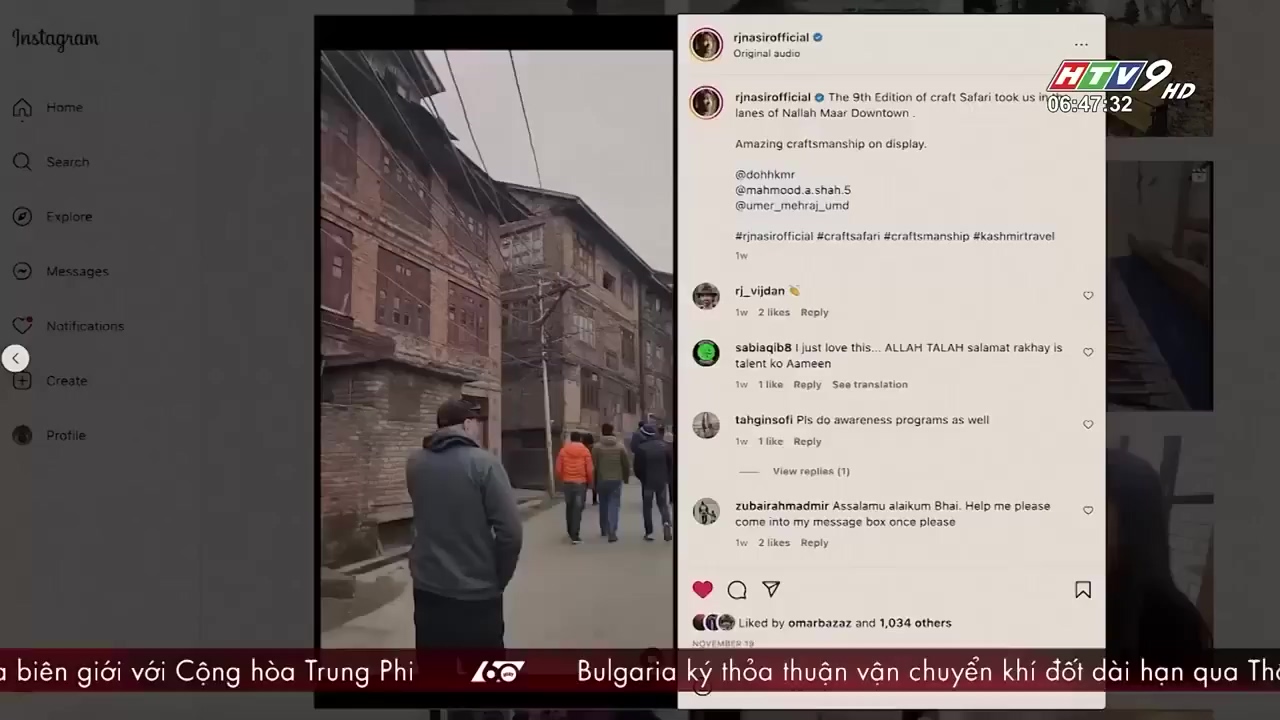 Instagram
Home
Search
Explore
Messages
Notifications
Create
Profile
rjnasirofficial
Original audio
HTV9 HD
06:47:32
rjnasirofficial The 9th Edition of craft Safari took us in
lanes of Nallah Maar Downtown .
Amazing craftsmanship on display.
@dohhkmr
@mahmood.a.shah.5
@umer_mehraj_umd
#rjnasirofficial #craftsafari #craftsmanship #kashmirtravel
1w
rj_vijdan 👏
1w 2 likes Reply
sabiaqib8 I just love this... ALLAH TALAH salamat rakhay is
talent ko Aameen
1w 1 like Reply See translation
tahginsofi Pls do awareness programs as well
1w 1 like Reply
View replies (1)
zubairahmadmir Assalamu alaikum Bhai. Help me please
come into my message box once please
1w 2 likes Reply
Liked by omarbazaz and 1,034 others
NOVEMBER 19
a biên giới với Cộng hòa Trung Phi 60 giây Bulgaria ký thỏa thuận vận chuyển khí đốt dài hạn qua Thổ